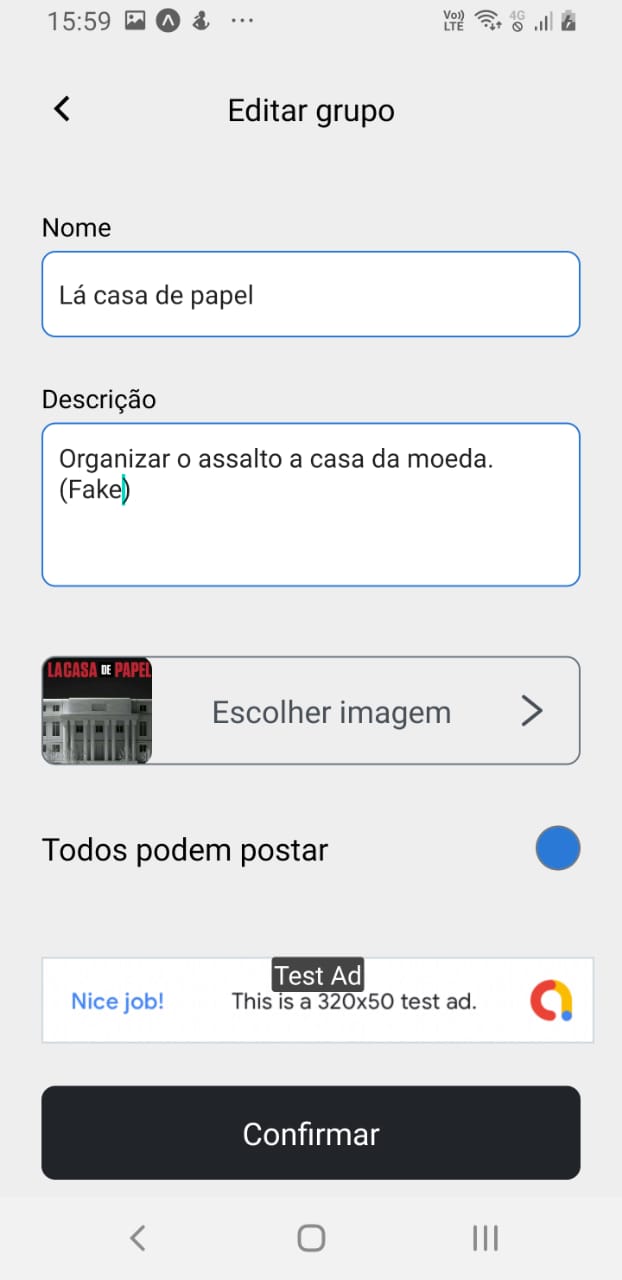 15:59
Vo)) LTE
4G
Editar grupo
Nome
Lá casa de papel
Descrição
Organizar o assalto a casa da moeda.
(Fake)
LA CASA DE PAPEL
Escolher imagem
Todos podem postar
Test Ad
Nice job! This is a 320x50 test ad.
Confirmar